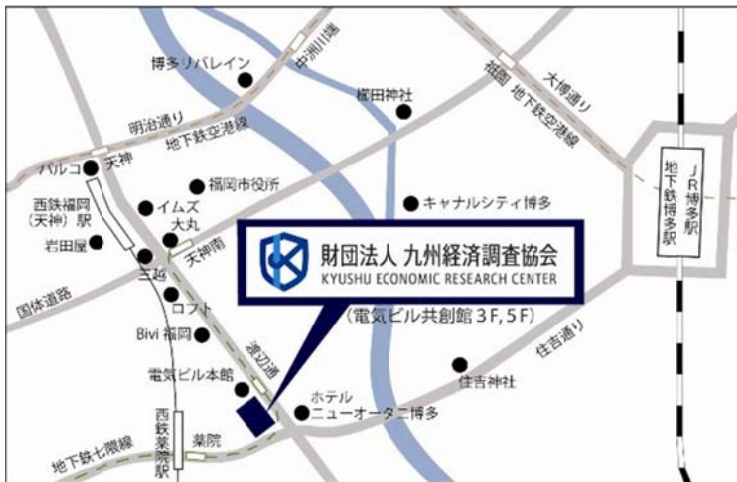 中洲川端
博多リバレイン
櫛田神社
祇園
大博通り
地下鉄空港線
明治通り
地下鉄空港線
パルコ
天神
JR博多駅
地下鉄博多駅
福岡市役所
西鉄福岡
(天神)駅
イムズ
大丸
キャナルシティ博多
岩田屋
天神南
三越
財団法人 九州経済調査協会
KYUSHU ECONOMIC RESEARCH CENTER
国体道路
ロフト
(電気ビル共創館 3F, 5F)
住吉通り
Bivi 福岡
渡辺通
住吉神社
電気ビル本館
ホテル
ニューオータニ博多
西鉄薬院駅
薬院
地下鉄七隈線